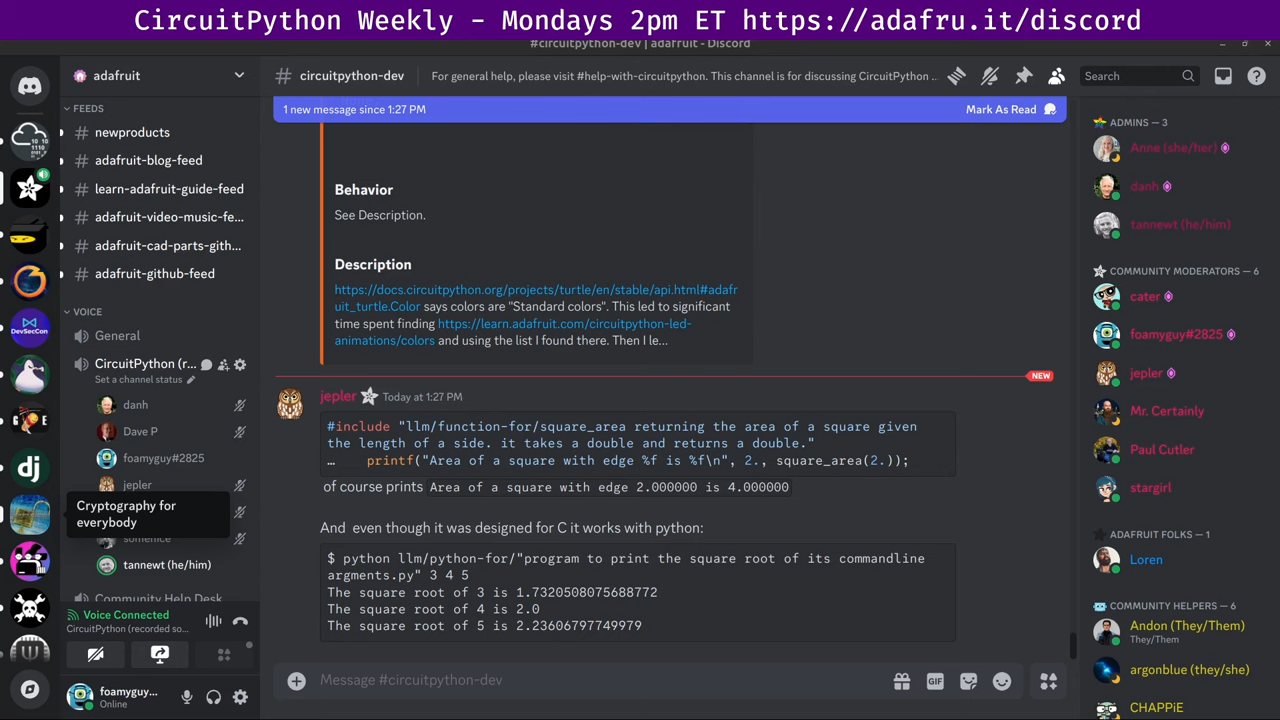 CircuitPython Weekly - Mondays 2pm ET https://adafru.it/discord
#circuitpython-dev | adafruit - Discord
adafruit
FEEDS
newproducts
adafruit-blog-feed
learn-adafruit-guide-feed
adafruit-video-music-fe...
adafruit-cad-parts-gith...
adafruit-github-feed
VOICE
General
CircuitPython (r...
Set a channel status
danh
Dave P
foamyguy#2825
jepler
Cryptography for
everybody
somenice
tannewt (he/him)
Community Help Desk
Voice Connected
CircuitPython (recorded so...
foamyguy...
Online
# circuitpython-dev
For general help, please visit #help-with-circuitpython. This channel is for discussing CircuitPython ...
Search
1 new message since 1:27 PM
Mark As Read
Behavior
See Description.
Description
https://docs.circuitpython.org/projects/turtle/en/stable/api.html#adafr
uit_turtle.Color says colors are "Standard colors". This led to significant
time spent finding https://learn.adafruit.com/circuitpython-led-
animations/colors and using the list I found there. Then I le...
NEW
jepler Today at 1:27 PM
#include "llm/function-for/square_area returning the area of a square given
the length of a side. it takes a double and returns a double."
… printf("Area of a square with edge %f is %f\n", 2., square_area(2.));
of course prints Area of a square with edge 2.000000 is 4.000000
And even though it was designed for C it works with python:
$ python llm/python-for/"program to print the square root of its commandline
argments.py" 3 4 5
The square root of 3 is 1.7320508075688772
The square root of 4 is 2.0
The square root of 5 is 2.23606797749979
Message #circuitpython-dev
GIF
ADMINS — 3
Anne (she/her)
danh
tannewt (he/him)
COMMUNITY MODERATORS — 6
cater
foamyguy#2825
jepler
Mr. Certainly
Paul Cutler
stargirl
ADAFRUIT FOLKS — 1
Loren
COMMUNITY HELPERS — 6
Andon (They/Them)
They/Them
argonblue (they/she)
CHAPPiE